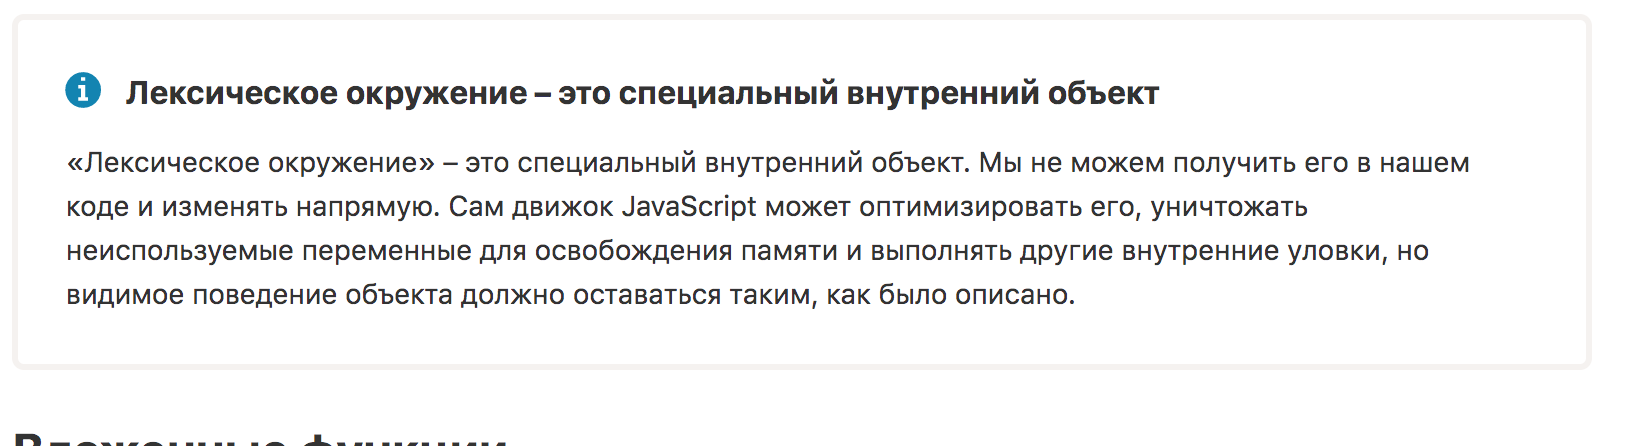 Лексическое окружение – это специальный внутренний объект
«Лексическое окружение» – это специальный внутренний объект. Мы не можем получить его в нашем
коде и изменять напрямую. Сам движок JavaScript может оптимизировать его, уничтожать
неиспользуемые переменные для освобождения памяти и выполнять другие внутренние уловки, но
видимое поведение объекта должно оставаться таким, как было описано.
Вложенные функции